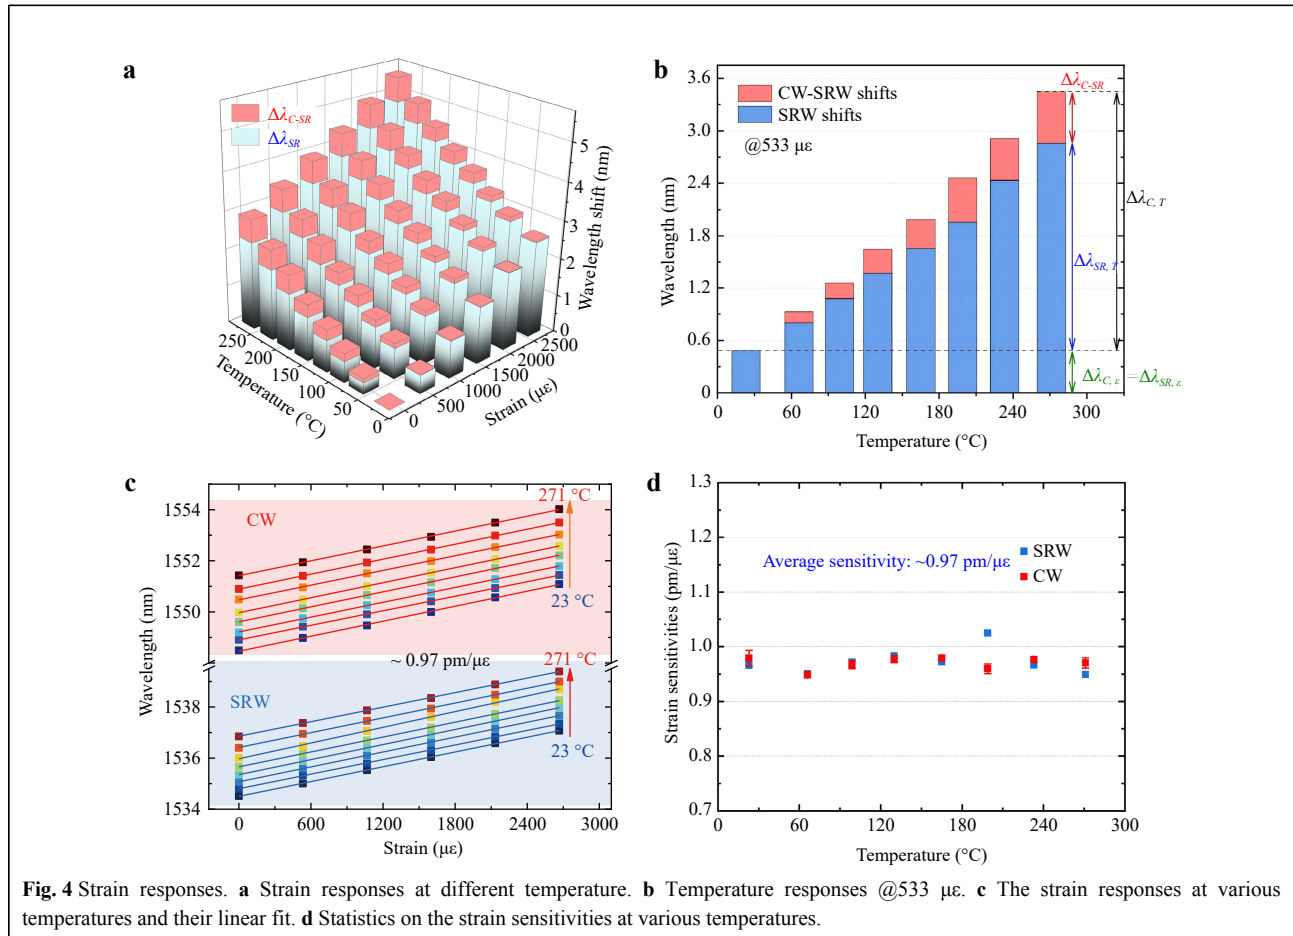 a
Δλ_C-SR
Δλ_SR
5
4
3
2
1
0
Wavelength shift (nm)
250
200
150
100
50
0
Temperature (°C)
0
500
1000
1500
2000
2500
Strain (με)
b
CW-SRW shifts
SRW shifts
@533 με
3.6
3.0
2.4
1.8
1.2
0.6
0
Wavelength (nm)
Δλ_C-SR
Δλ_C, T
Δλ_SR, T
Δλ_C, ε = Δλ_SR, ε
60
120
180
240
300
Temperature (°C)
c
CW
271 °C
23 °C
~ 0.97 pm/με
271 °C
SRW
23 °C
1554
1552
1550
1538
1536
1534
Wavelength (nm)
0
600
1200
1800
2400
3000
Strain (με)
d
1.3
1.2
1.1
1.0
0.9
0.8
0.7
Strain sensitivities (pm/με)
Average sensitivity: ~0.97 pm/με
SRW
CW
0
60
120
180
240
300
Temperature (°C)
Fig. 4 Strain responses. a Strain responses at different temperature. b Temperature responses @533 με. c The strain responses at various
temperatures and their linear fit. d Statistics on the strain sensitivities at various temperatures.